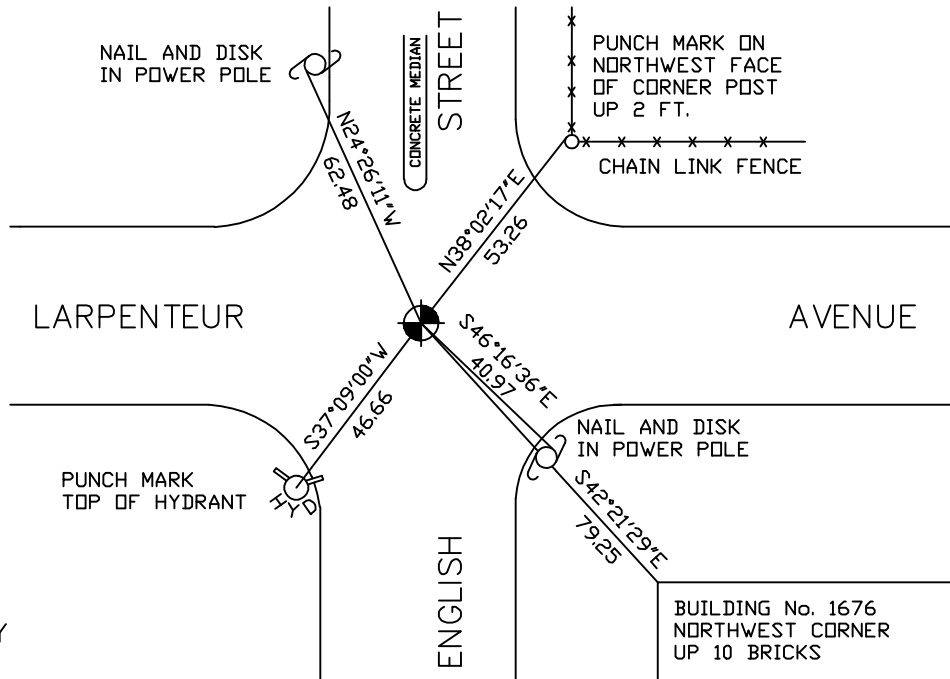 NAIL AND DISK
IN POWER POLE
CONCRETE MEDIAN
STREET
PUNCH MARK ON
NORTHWEST FACE
OF CORNER POST
UP 2 FT.
CHAIN LINK FENCE
N24°26'11"W
62.48
N38°02'17"E
53.26
LARPENTEUR
AVENUE
S37°09'00"W
46.66
S46°16'36"E
40.97
NAIL AND DISK
IN POWER POLE
PUNCH MARK
TOP OF HYDRANT
HYD
S42°21'29"E
79.25
ENGLISH
BUILDING No. 1676
NORTHWEST CORNER
UP 10 BRICKS
Y